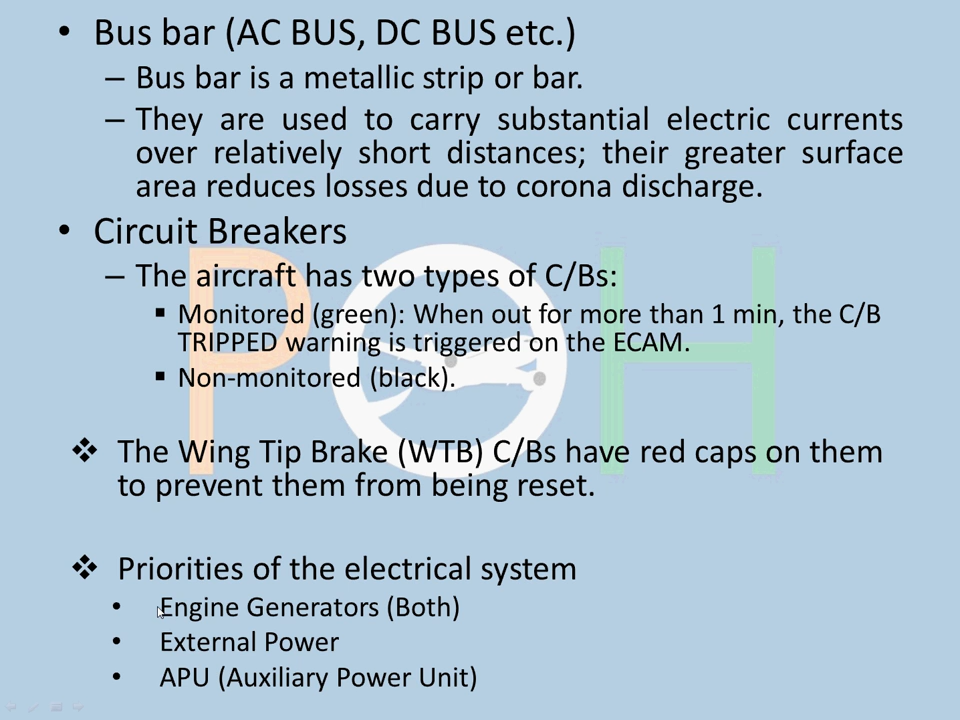 • Bus bar (AC BUS, DC BUS etc.)
– Bus bar is a metallic strip or bar.
– They are used to carry substantial electric currents
over relatively short distances; their greater surface
area reduces losses due to corona discharge.
• Circuit Breakers
– The aircraft has two types of C/Bs:
▪ Monitored (green): When out for more than 1 min, the C/B
TRIPPED warning is triggered on the ECAM.
▪ Non-monitored (black).
POH
❖ The Wing Tip Brake (WTB) C/Bs have red caps on them
to prevent them from being reset.
❖ Priorities of the electrical system
• Engine Generators (Both)
• External Power
• APU (Auxiliary Power Unit)